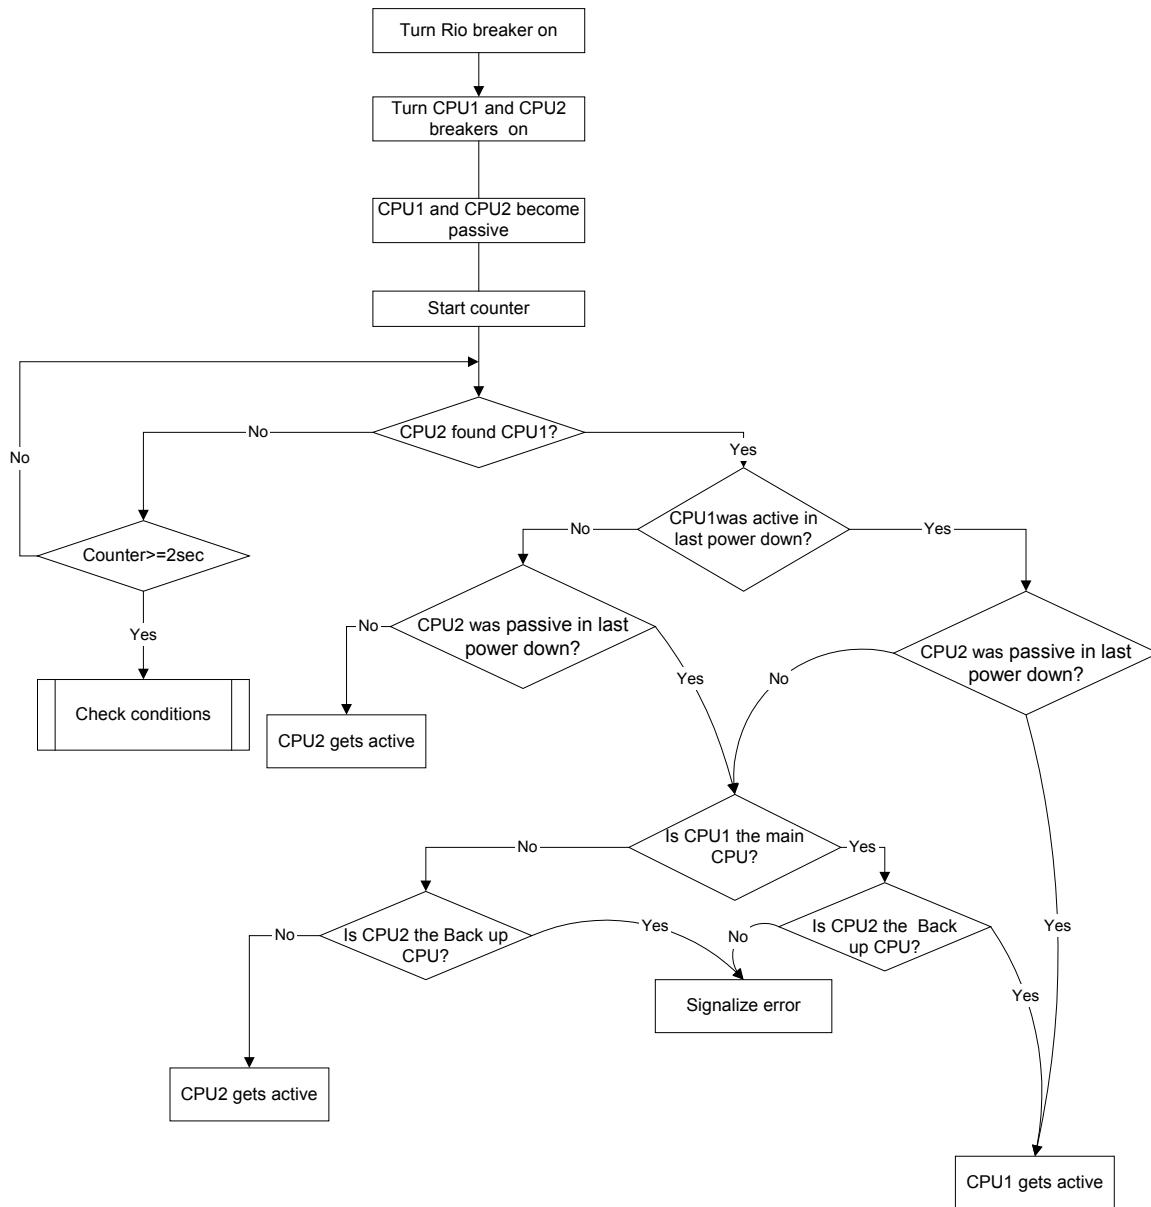 Turn Rio breaker on
Turn CPU1 and CPU2
breakers on
CPU1 and CPU2 become
passive
Start counter
CPU2 found CPU1?
No
Yes
No
CPU1was active in
last power down?
No
Yes
Counter>=2sec
Yes
CPU2 was passive in last
power down?
No
Yes
CPU2 was passive in last
power down?
No
Yes
Check conditions
CPU2 gets active
Is CPU1 the main
CPU?
No
Yes
Is CPU2 the Back up
CPU?
No
Yes
Is CPU2 the Back
up CPU?
No
Yes
Signalize error
CPU2 gets active
CPU1 gets active